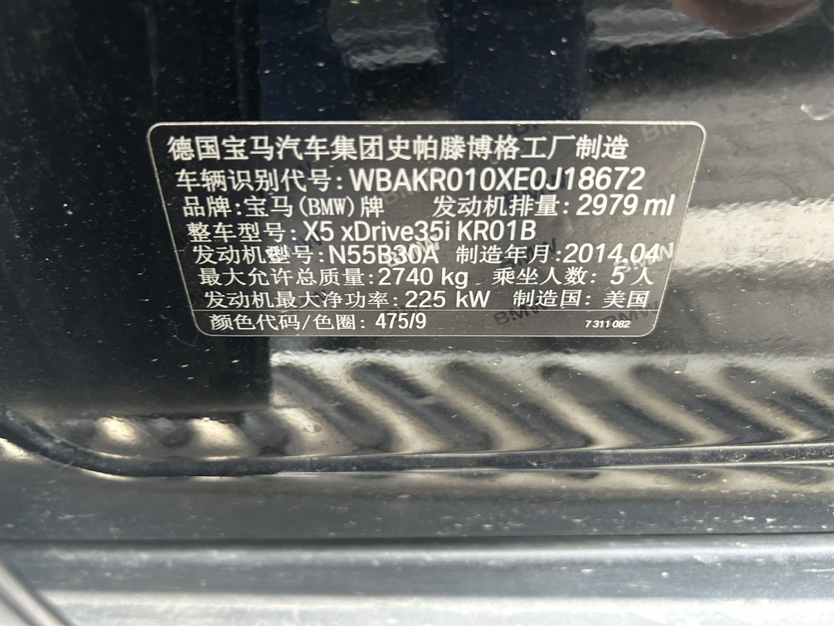 德国宝马汽车集团史帕滕博格工厂制造
车辆识别代号: WBAKR010XE0J18672
品牌:宝马(BMW)牌 发动机排量: 2979 ml
整车型号: X5 xDrive35i KR01B
发动机型号: N55B30A 制造年月:2014.04
最大允许总质量: 2740 kg 乘坐人数: 5 人
发动机最大净功率: 225 kW 制造国: 美国
颜色代码/色圈: 475/9 7 311 082